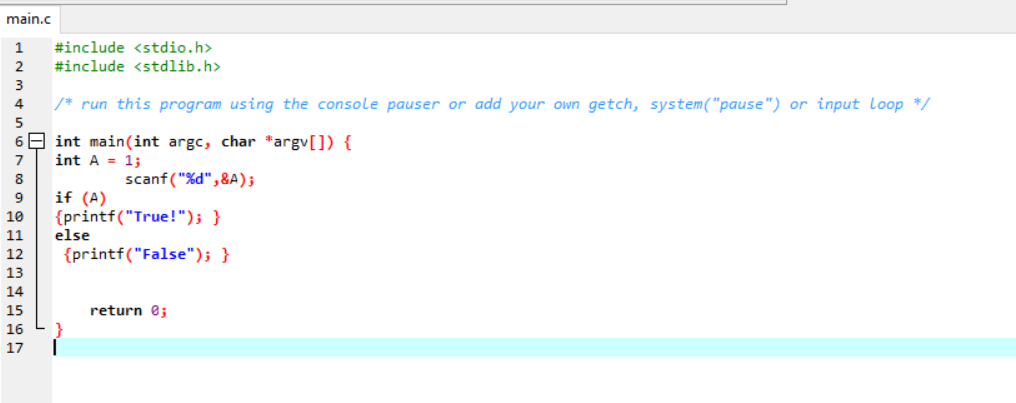 main.c
1 #include <stdio.h>
2 #include <stdlib.h>
3
4 /* run this program using the console pauser or add your own getch, system("pause") or input loop */
5
6 int main(int argc, char *argv[]) {
7 int A = 1;
8         scanf("%d",&A);
9 if (A)
10 {printf("True!"); }
11 else
12  {printf("False"); }
13
14
15     return 0;
16 }
17